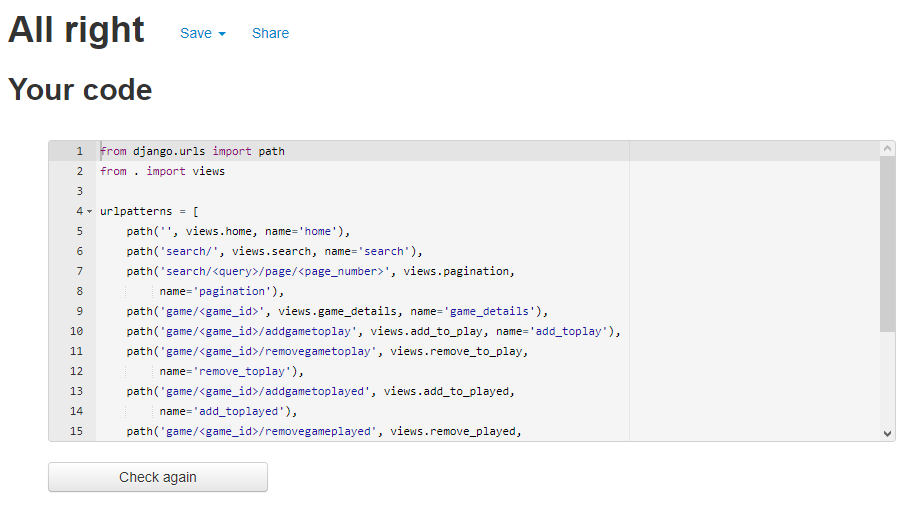 All right
Save
Share
Your code
1 from django.urls import path
2 from . import views
3
4 urlpatterns = [
5     path('', views.home, name='home'),
6     path('search/', views.search, name='search'),
7     path('search/<query>/page/<page_number>', views.pagination,
8          name='pagination'),
9     path('game/<game_id>', views.game_details, name='game_details'),
10     path('game/<game_id>/addgametoplay', views.add_to_play, name='add_toplay'),
11     path('game/<game_id>/removegametoplay', views.remove_to_play,
12          name='remove_toplay'),
13     path('game/<game_id>/addgametoplayed', views.add_to_played,
14          name='add_toplayed'),
15     path('game/<game_id>/removegameplayed', views.remove_played,
Check again